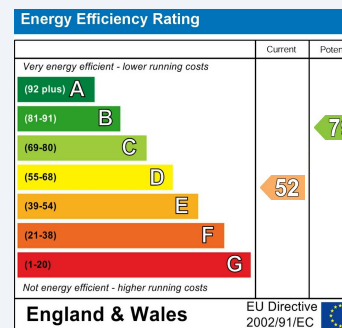 Energy Efficiency Rating
Current
Very energy efficient - lower running costs
(92 plus) A
(81-91) B
(69-80) C
(55-68) D
52
(39-54) E
(21-38) F
(1-20) G
Not energy efficient - higher running costs
England & Wales
EU Directive
2002/91/EC